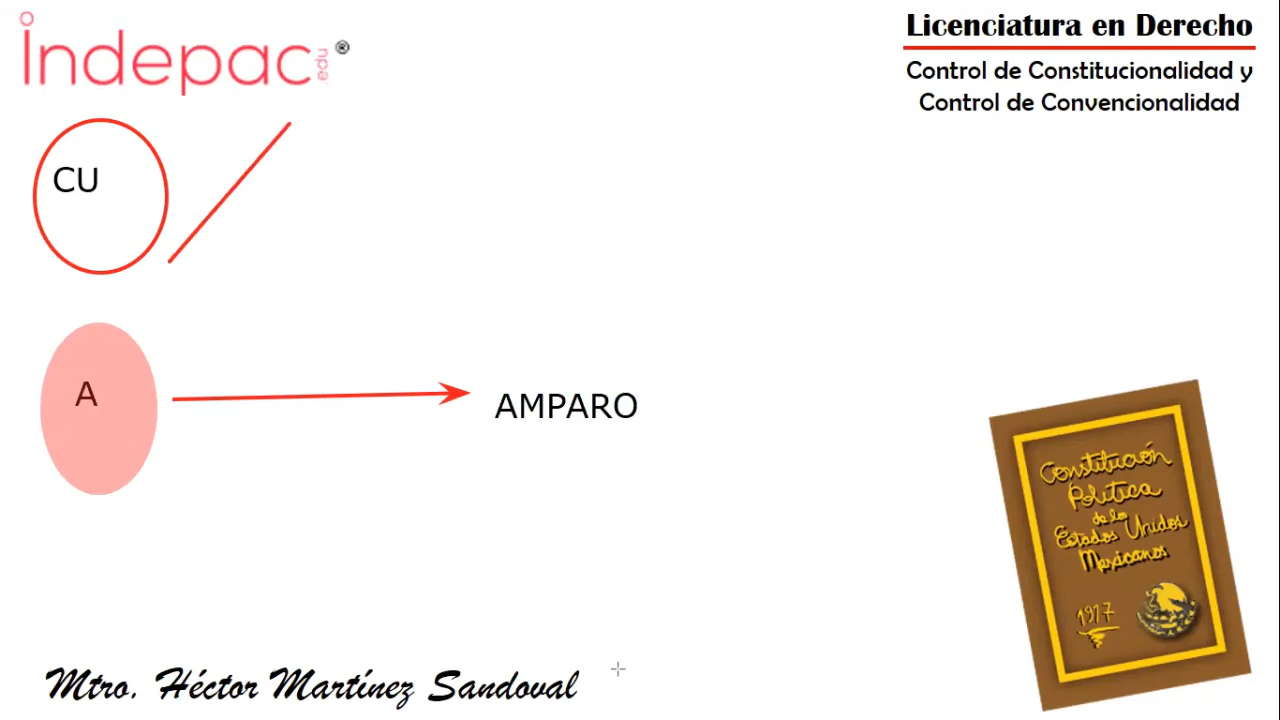 indepac edu ®
Licenciatura en Derecho
Control de Constitucionalidad y
Control de Convencionalidad
CU
A
AMPARO
Constitución
Política
de los
Estados Unidos
Mexicanos
1917
Mtro. Héctor Martínez Sandoval